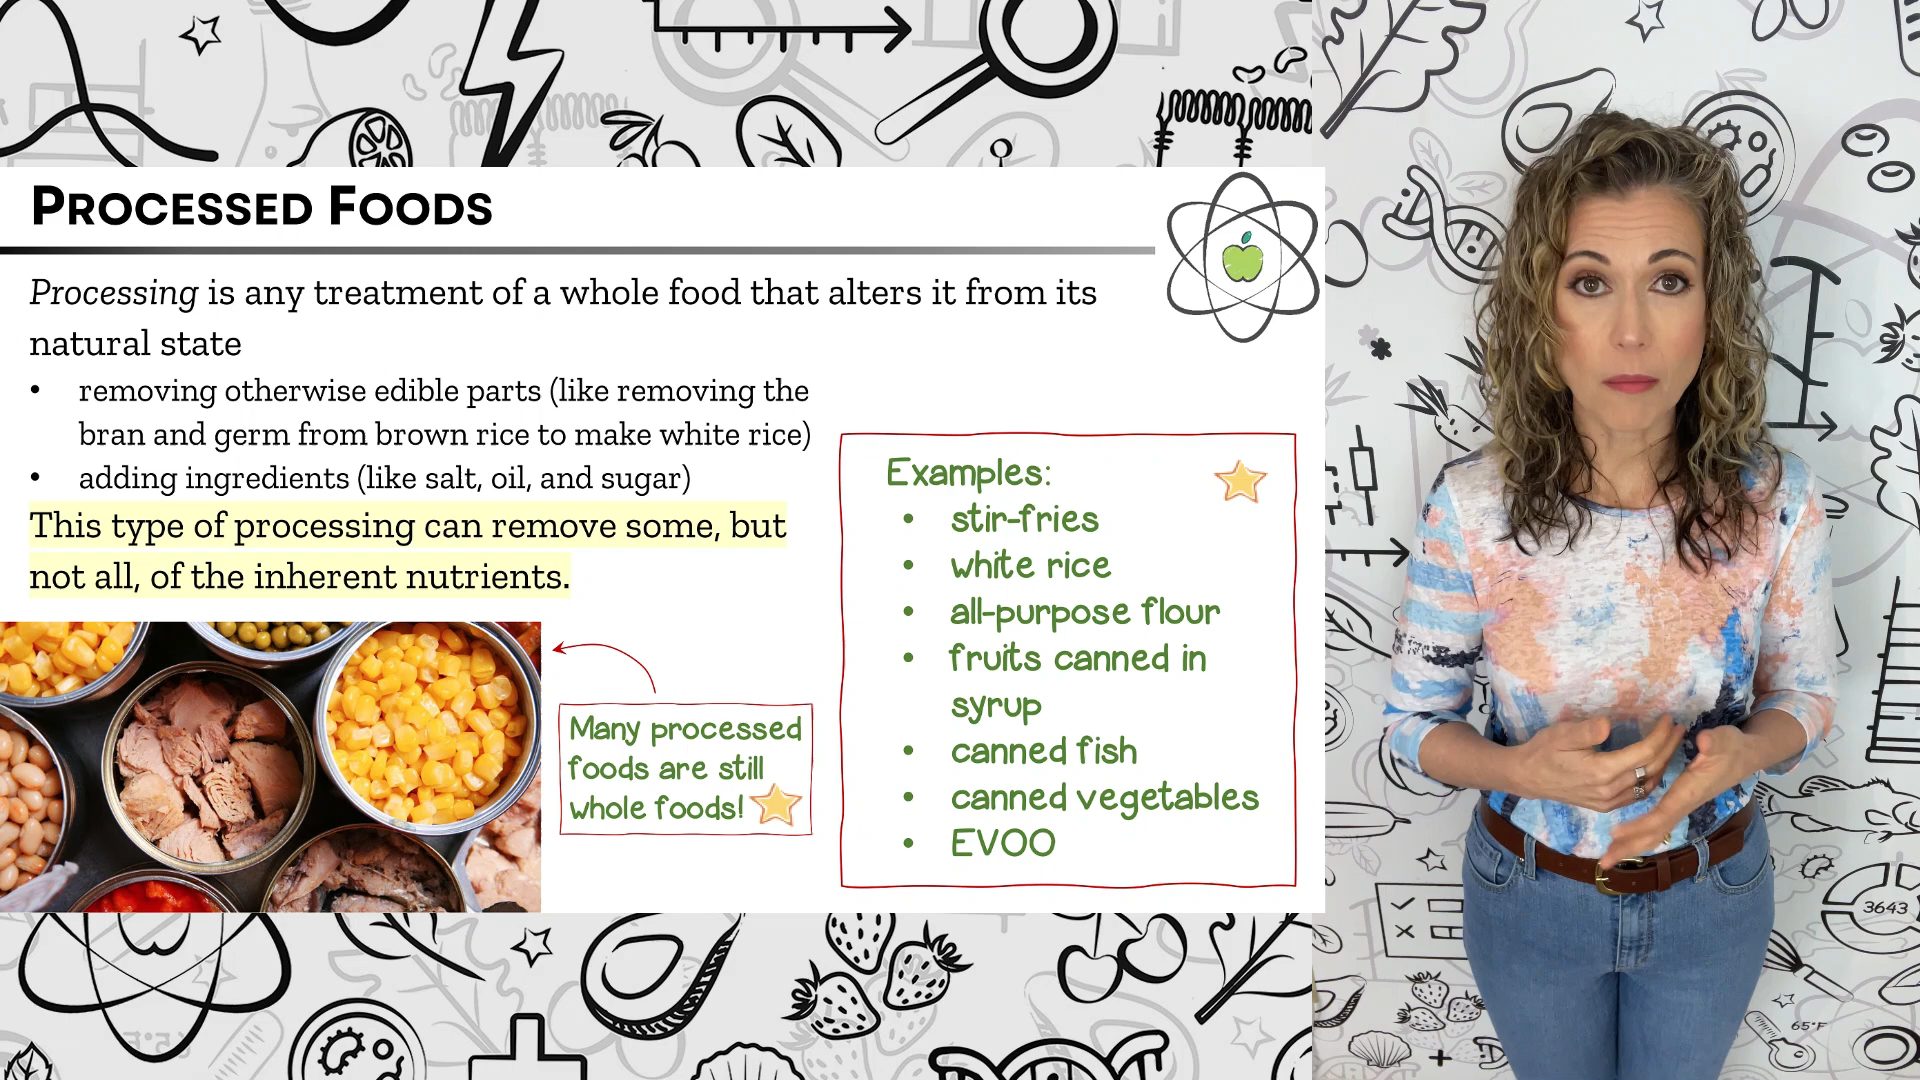 PROCESSED FOODS
Processing is any treatment of a whole food that alters it from its
natural state
• removing otherwise edible parts (like removing the
bran and germ from brown rice to make white rice)
• adding ingredients (like salt, oil, and sugar)
This type of processing can remove some, but
not all, of the inherent nutrients.
Many processed
foods are still
whole foods!
Examples:
• stir-fries
• white rice
• all-purpose flour
• fruits canned in
syrup
• canned fish
• canned vegetables
• EVOO
3643
65°F